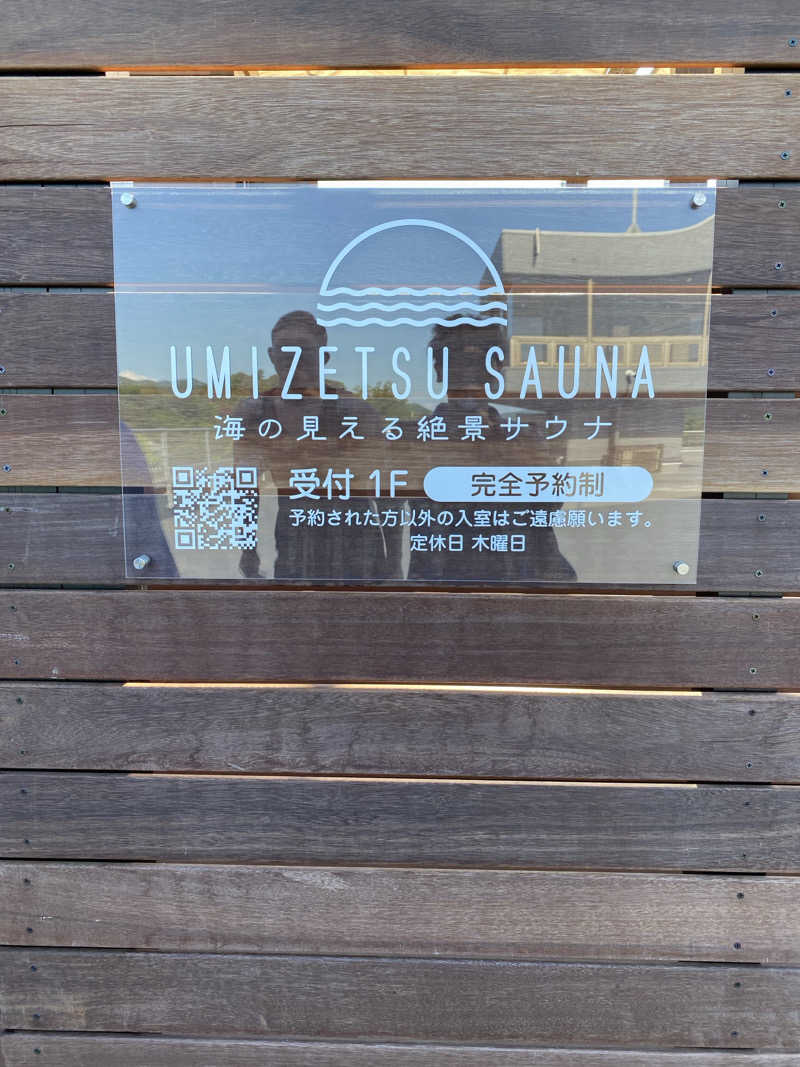 UMIZETSU SAUNA
海の見える絶景サウナ
受付 1F 完全予約制
予約された方以外の入室はご遠慮願います。
定休日 木曜日